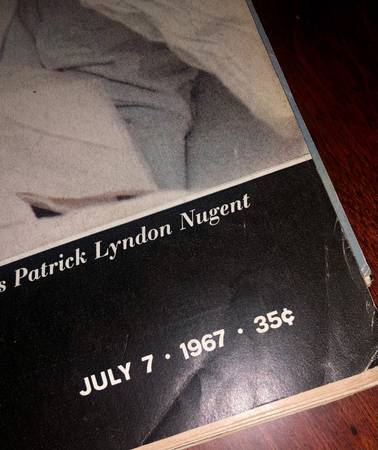 s Patrick Lyndon Nugent
JULY 7 · 1967 · 35¢